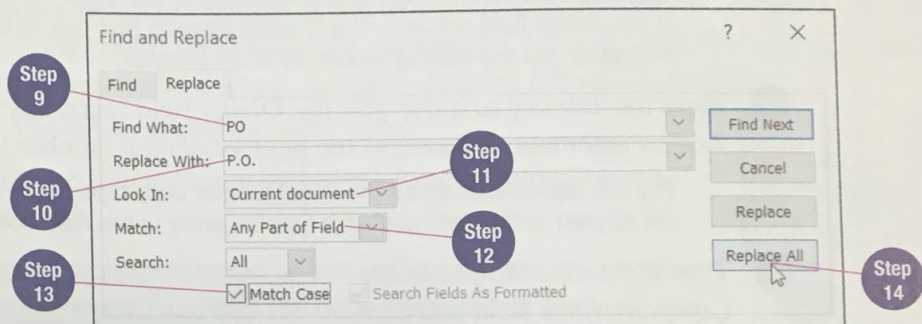 Find and Replace ? ×
Step 9
Find Replace
Find What: PO Find Next
Replace With: P.O. Step 11 Cancel
Step 10
Look In: Current document Replace
Match: Any Part of Field Step 12
Search: All Replace All
Step 13
Match Case Search Fields As Formatted
Step 14